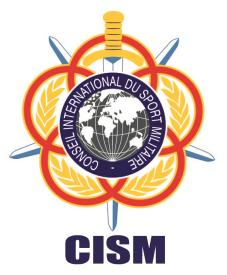 CONSEIL INTERNATIONAL DU SPORT MILITAIRE
CISM